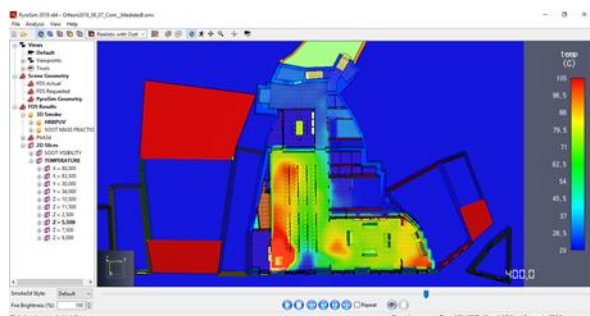 PyroSim 2018 x64 - Orfeon2018_08_07_Com_3Medidas8.smv
File Analysis View Help
Realistic with Outl
Views
Default
Viewpoints
Tours
Scene Geometry
FDS Actual
FDS Requested
PyroSim Geometry
FDS Results
3D Smoke
HRRPUV
SOOT MASS FRACTIO
Plot3d
2D Slices
SOOT VISIBILITY
TEMPERATURE
X = 80,000
X = 83,500
Y = 30,000
Y = 34,000
Z = 10,500
Z = 11,500
Z = 2,500
Z = 5,500
Z = 7,500
Z = 9,000
temp
(C)
105
96.5
88
79.5
71
62.5
54
45.5
37
28.5
20
400,0
Smoke3d Style: Default
Fire Brightness (%): 100
Repeat